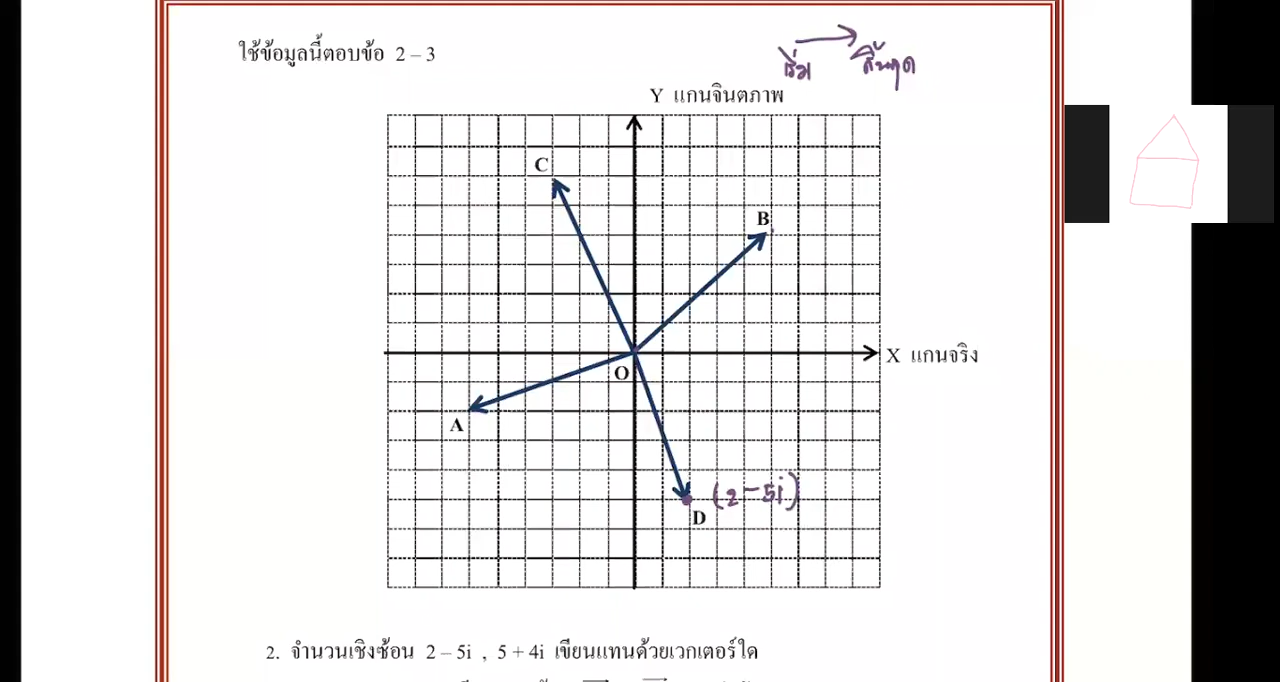 ใช้ข้อมูลนี้ตอบข้อ 2 – 3
เริ่ม สิ้นสุด
Y แกนจินตภาพ
C
B
X แกนจริง
O
A
(2-5i)
D
2. จำนวนเชิงซ้อน 2 – 5i , 5 + 4i เขียนแทนด้วยเวกเตอร์ใด